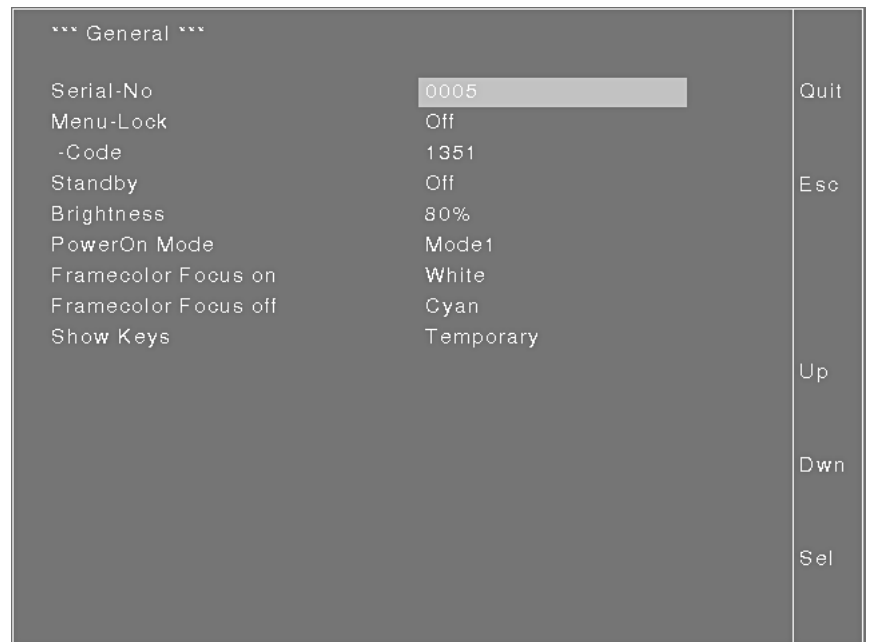 *** General ***
Serial-No 0005 Quit
Menu-Lock Off
-Code 1351
Standby Off Esc
Brightness 80%
PowerOn Mode Mode1
Framecolor Focus on White
Framecolor Focus off Cyan
Show Keys Temporary
Up
Dwn
Sel